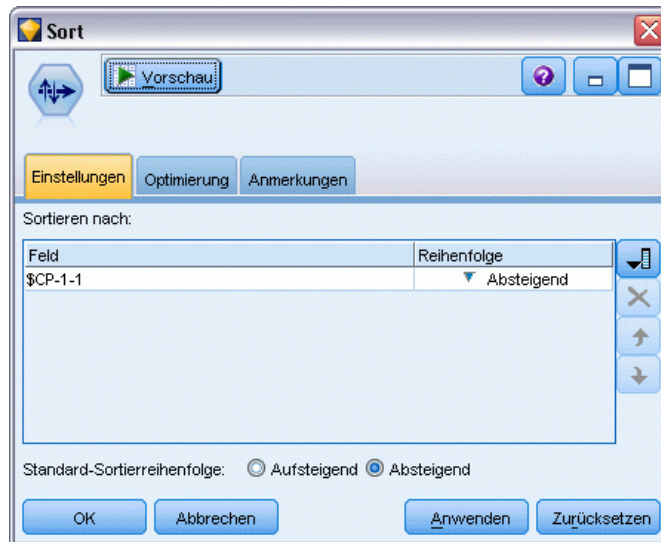 Sort
Vorschau
Einstellungen Optimierung Anmerkungen
Sortieren nach:
Feld Reihenfolge
$CP-1-1 Absteigend
Standard-Sortierreihenfolge: Aufsteigend Absteigend
OK Abbrechen Anwenden Zurücksetzen